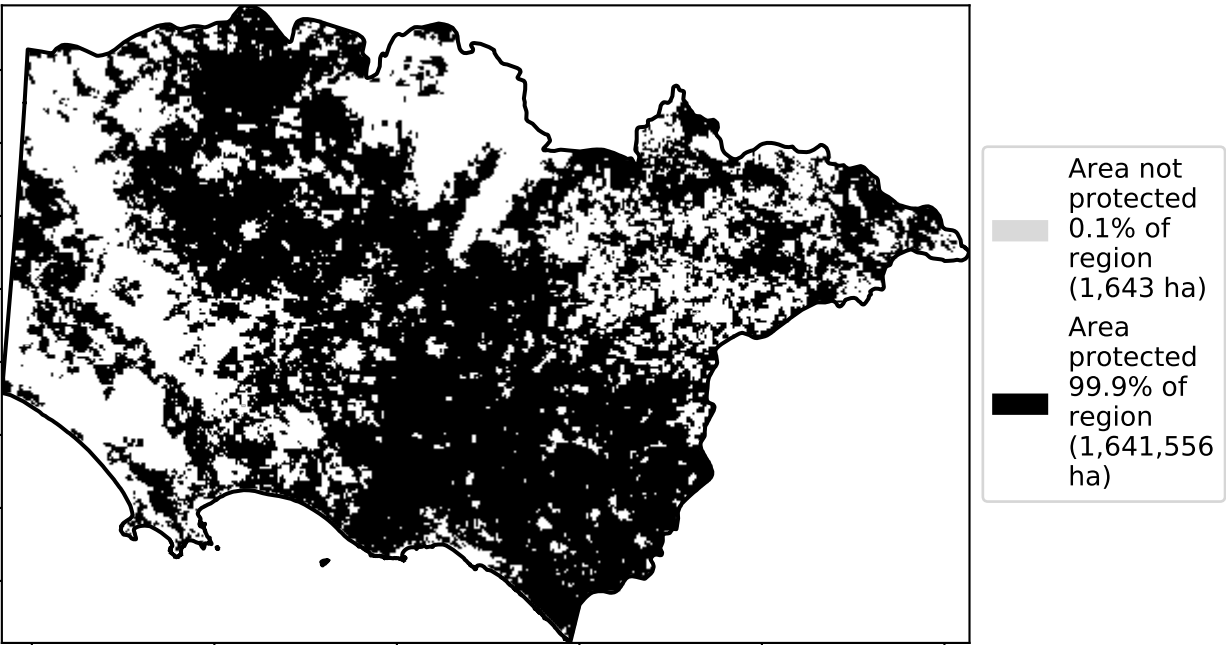 Area not
protected
0.1% of
region
(1,643 ha)
Area
protected
99.9% of
region
(1,641,556
ha)